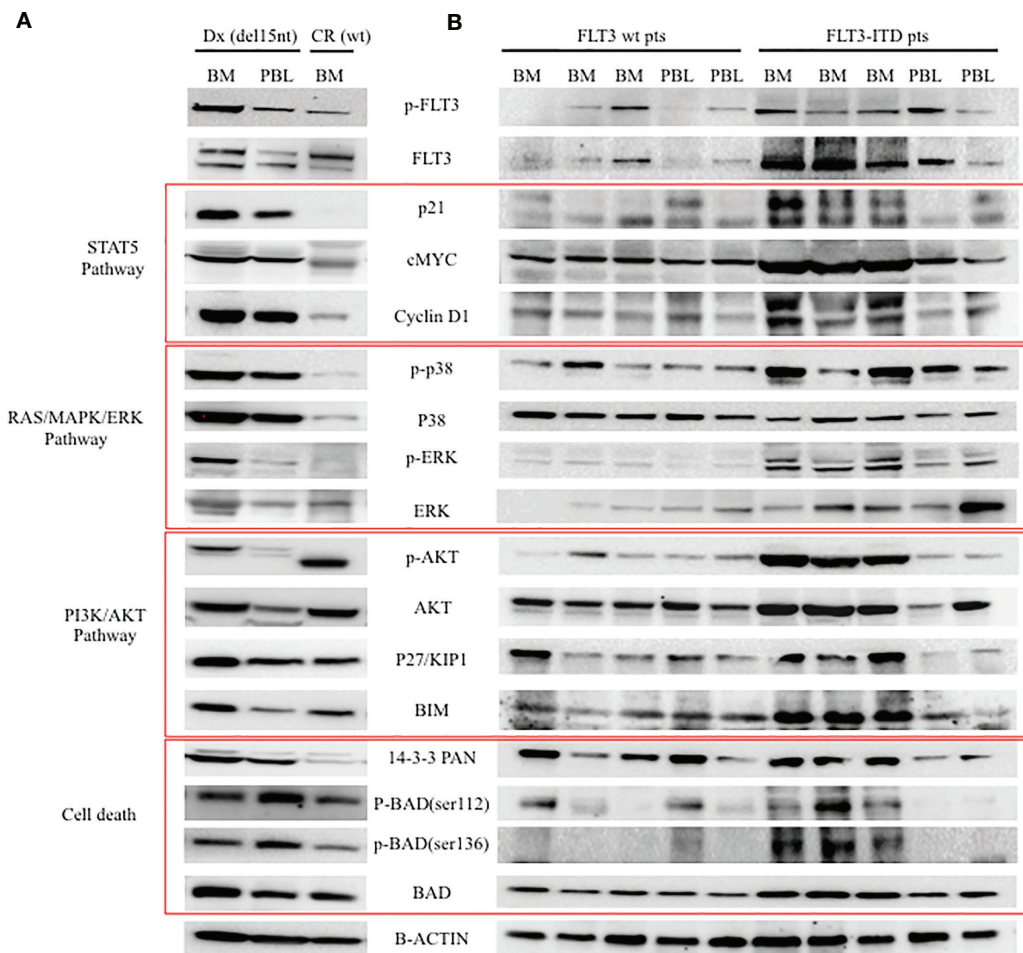 A
B
Dx (del15nt) CR (wt)
FLT3 wt pts
FLT3-ITD pts
BM PBL BM
BM BM BM PBL PBL
BM BM BM PBL PBL
p-FLT3
FLT3
STAT5
Pathway
p21
cMYC
Cyclin D1
RAS/MAPK/ERK
Pathway
p-p38
P38
p-ERK
ERK
PI3K/AKT
Pathway
p-AKT
AKT
P27/KIP1
BIM
Cell death
14-3-3 PAN
P-BAD(ser112)
p-BAD(ser136)
BAD
B-ACTIN